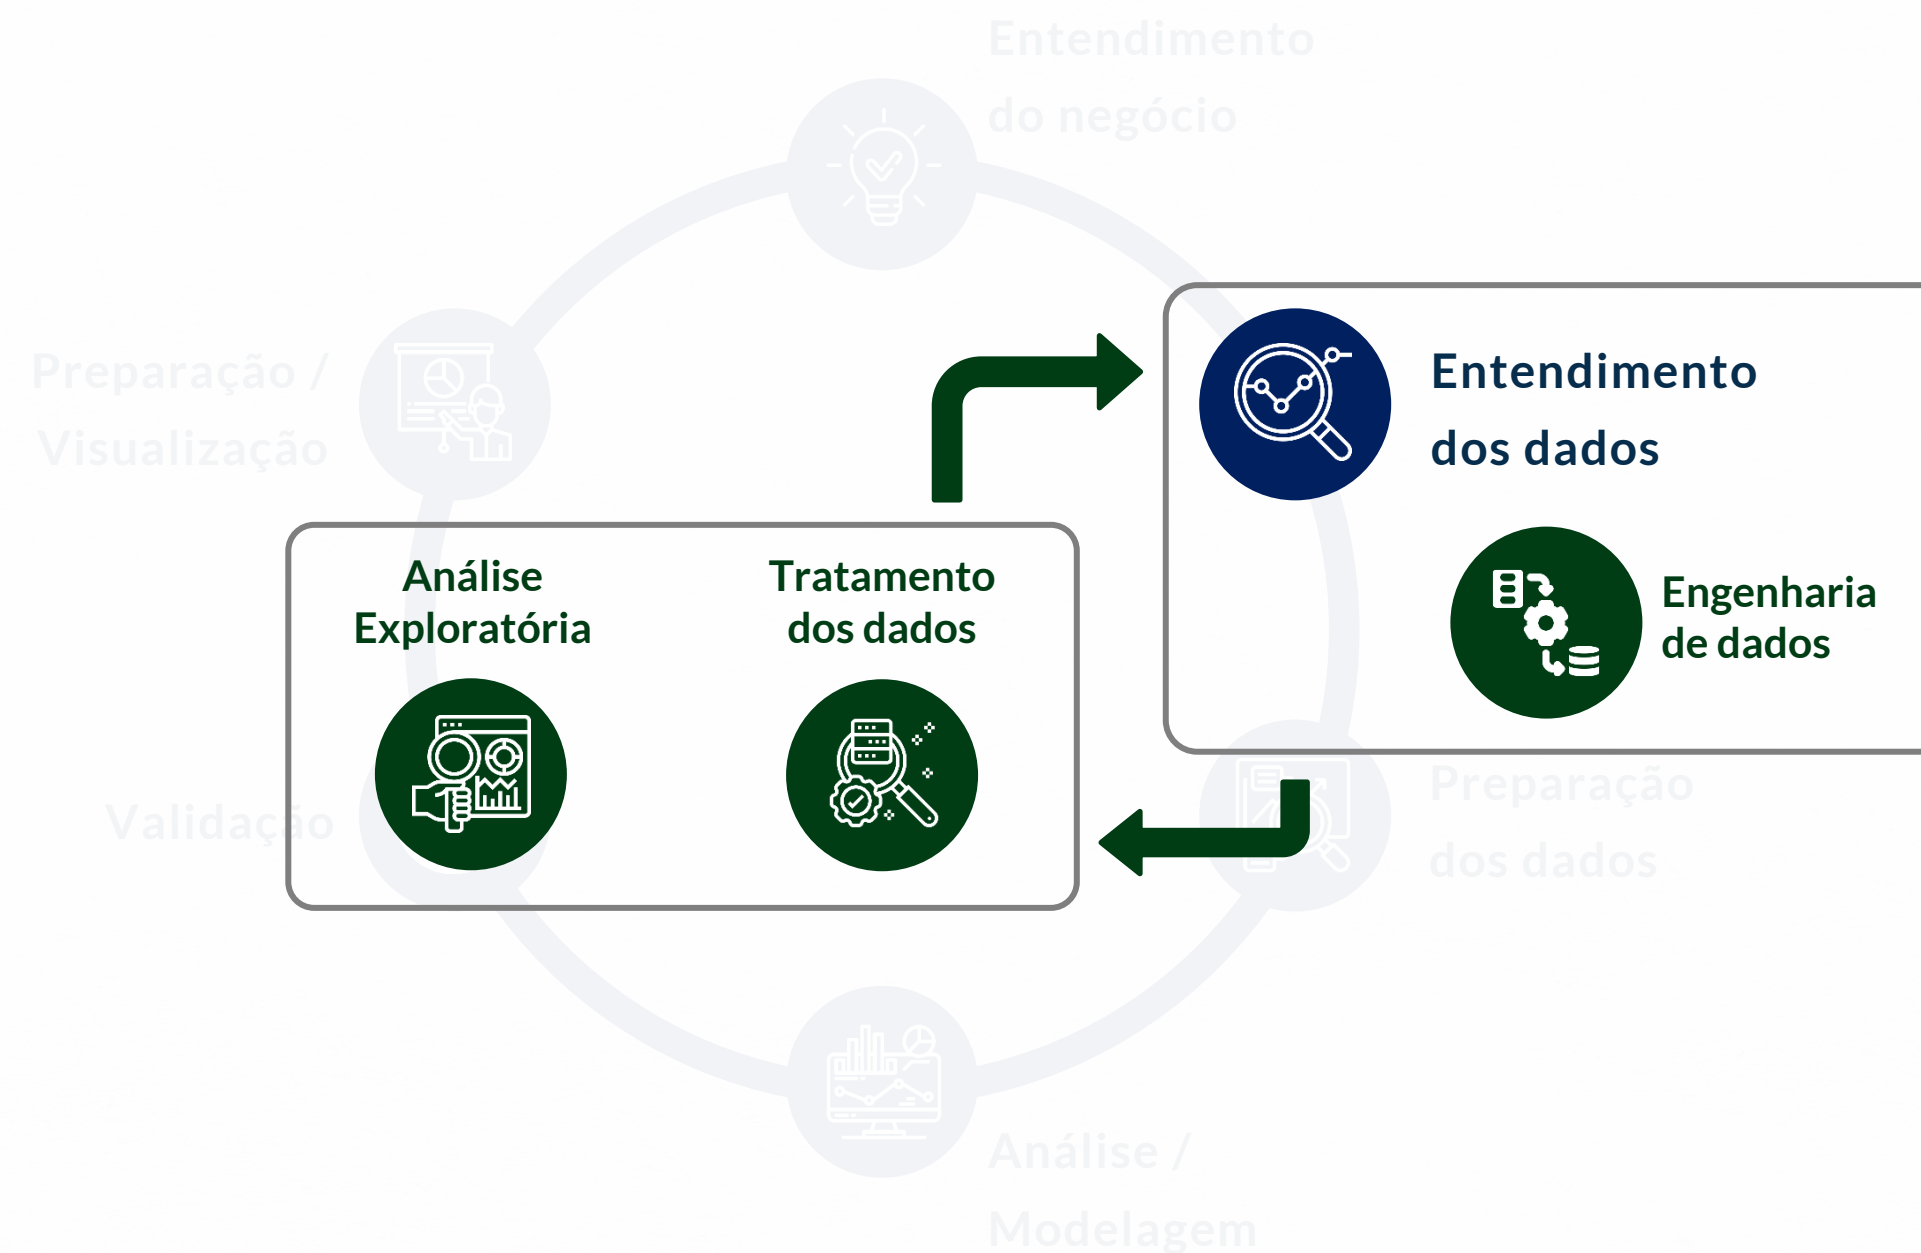 Entendimento
do negócio
Preparação /
Visualização
Entendimento
dos dados
Análise
Exploratória
Tratamento
dos dados
Engenharia
de dados
Validação
Preparação
dos dados
Análise /
Modelagem